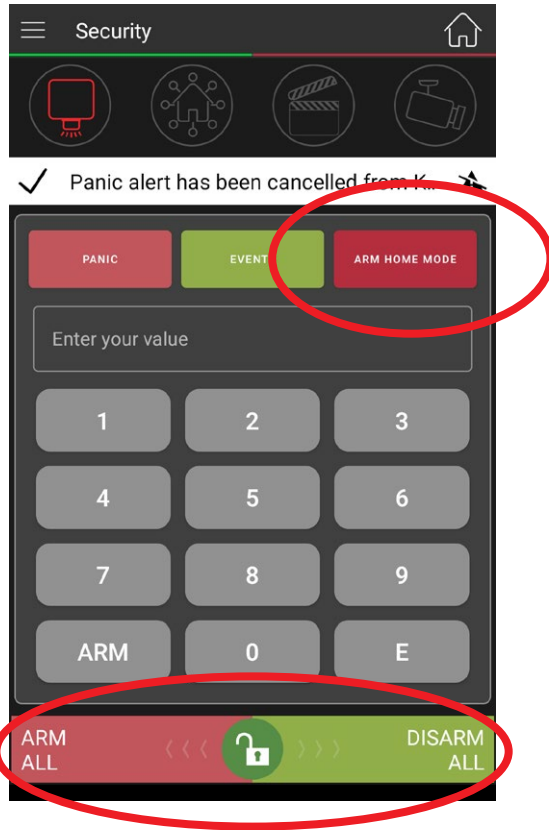 Security
Panic alert has been cancelled from K...
PANIC EVENT ARM HOME MODE
Enter your value
1 2 3
4 5 6
7 8 9
ARM 0 E
ARM DISARM
ALL ALL